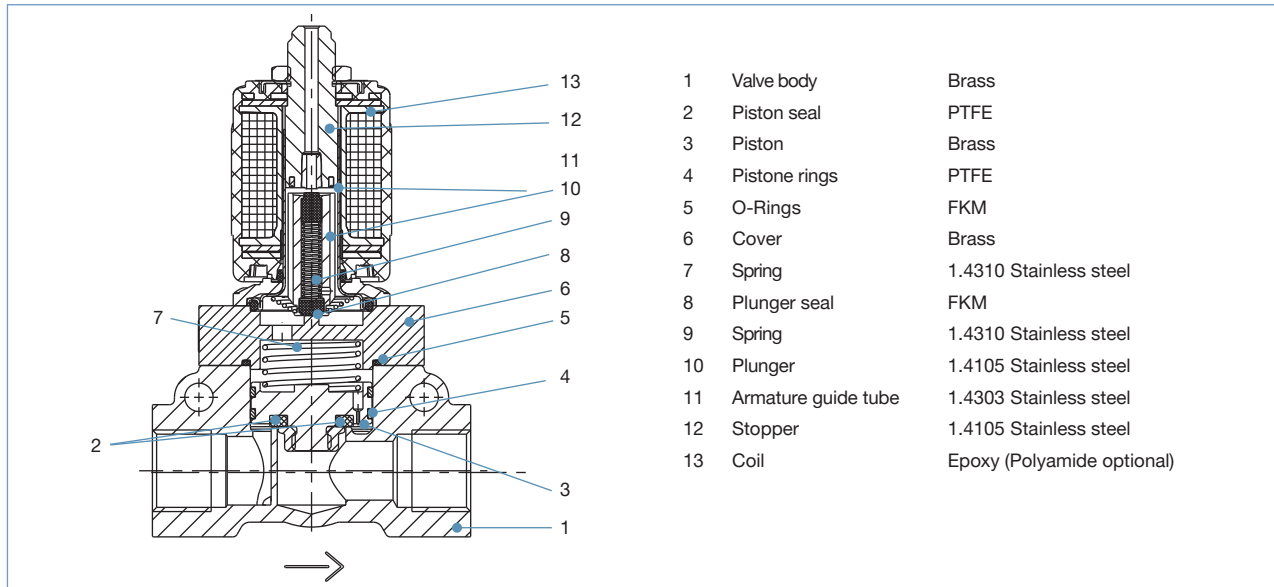 13
12
11
10
9
8
6
5
4
3
1
7
2
1 Valve body Brass
2 Piston seal PTFE
3 Piston Brass
4 Pistone rings PTFE
5 O-Rings FKM
6 Cover Brass
7 Spring 1.4310 Stainless steel
8 Plunger seal FKM
9 Spring 1.4310 Stainless steel
10 Plunger 1.4105 Stainless steel
11 Armature guide tube 1.4303 Stainless steel
12 Stopper 1.4105 Stainless steel
13 Coil Epoxy (Polyamide optional)